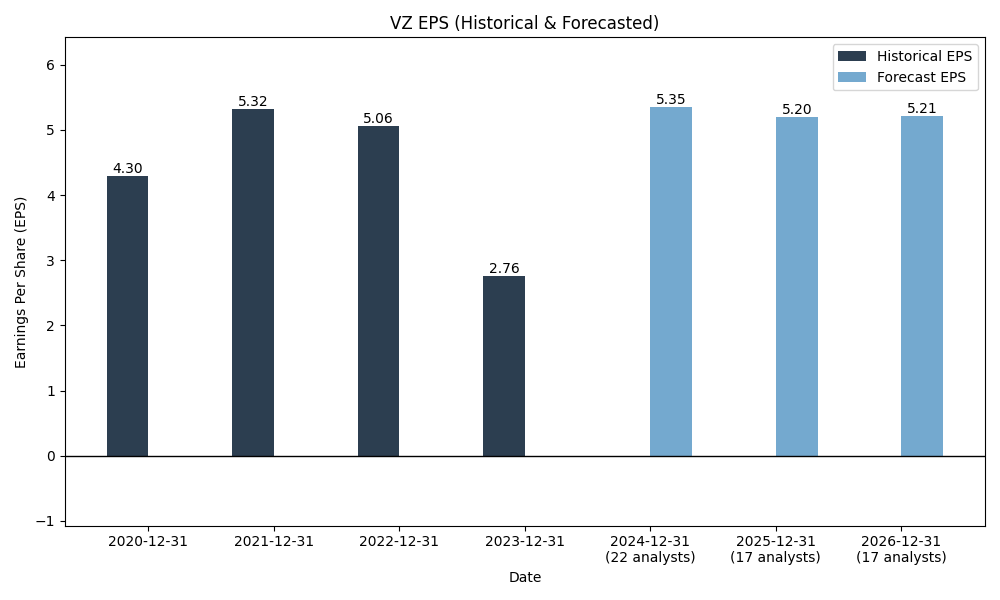 VZ EPS (Historical & Forecasted)
Historical EPS
Forecast EPS
Earnings Per Share (EPS)
6
5
4
3
2
1
0
−1
4.30
5.32
5.06
2.76
5.35
5.20
5.21
2020-12-31
2021-12-31
2022-12-31
2023-12-31
2024-12-31
(22 analysts)
2025-12-31
(17 analysts)
2026-12-31
(17 analysts)
Date